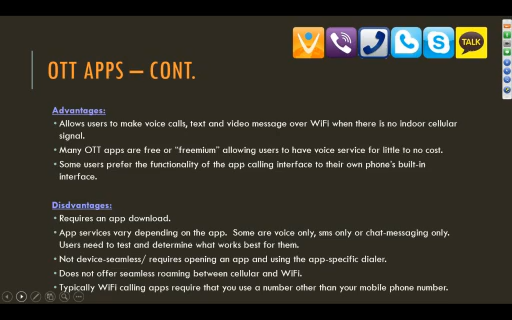 TALK
OTT APPS – CONT.
Advantages:
• Allows users to make voice calls, text and video message over WiFi when there is no indoor cellular
signal.
• Many OTT apps are free or "freemium" allowing users to have voice service for little to no cost.
• Some users prefer the functionality of the app calling interface to their own phone's built-in
interface.
Disdvantages:
• Requires an app download.
• App services vary depending on the app.  Some are voice only, sms only or chat-messaging only.
Users need to test and determine what works best for them.
• Not device-seamless/ requires opening an app and using the app-specific dialer.
• Does not offer seamless roaming between cellular and WiFi.
• Typically WiFi calling apps require that you use a number other than your mobile phone number.